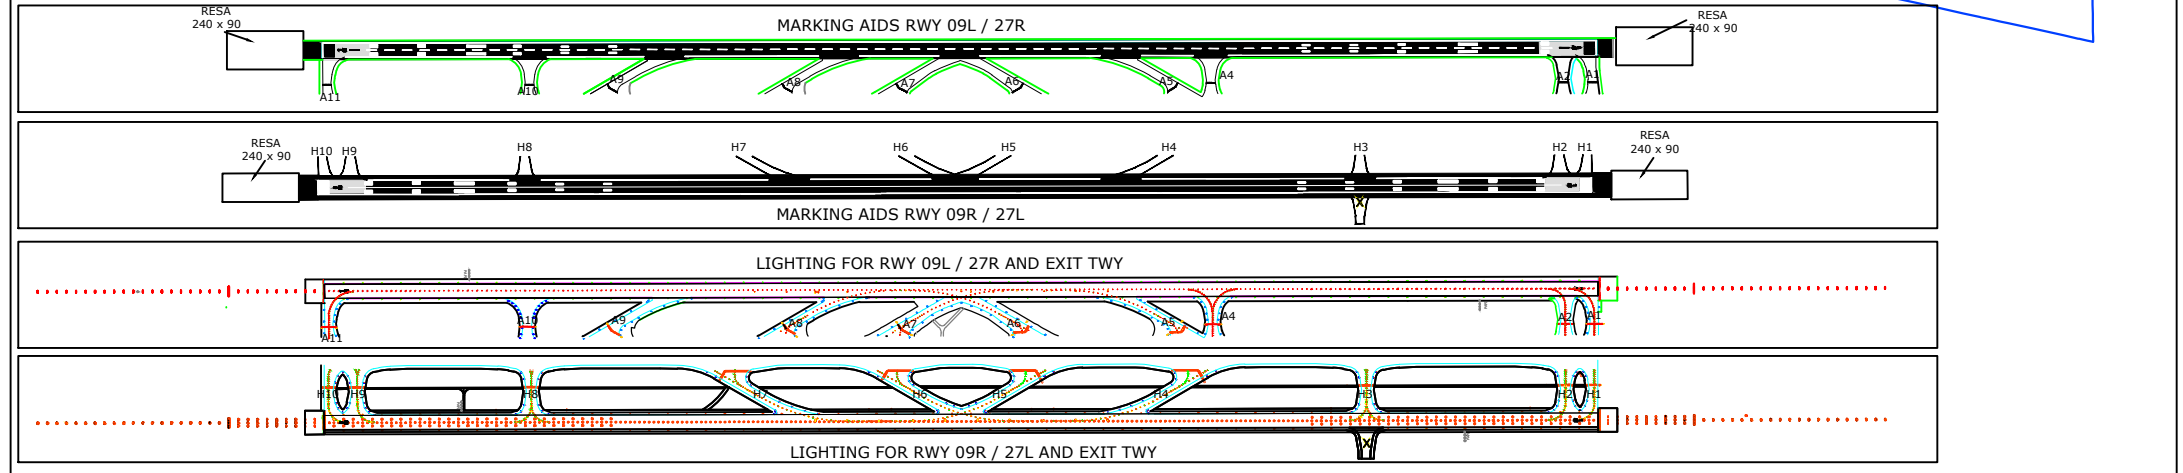 RESA
240 x 90
MARKING AIDS RWY 09L / 27R
RESA
240 x 90
A11
A10
A9
A8
A7
A6
A5
A4
A2
A1
RESA
240 x 90
H10
H9
H8
H7
H6
H5
H4
H3
H2
H1
RESA
240 x 90
X
MARKING AIDS RWY 09R / 27L
LIGHTING FOR RWY 09L / 27R AND EXIT TWY
A11
A10
A9
A8
A7
A6
A5
A4
A2
A1
H10
H9
H8
H7
H6
H5
H4
H3
H2
H1
X
LIGHTING FOR RWY 09R / 27L AND EXIT TWY